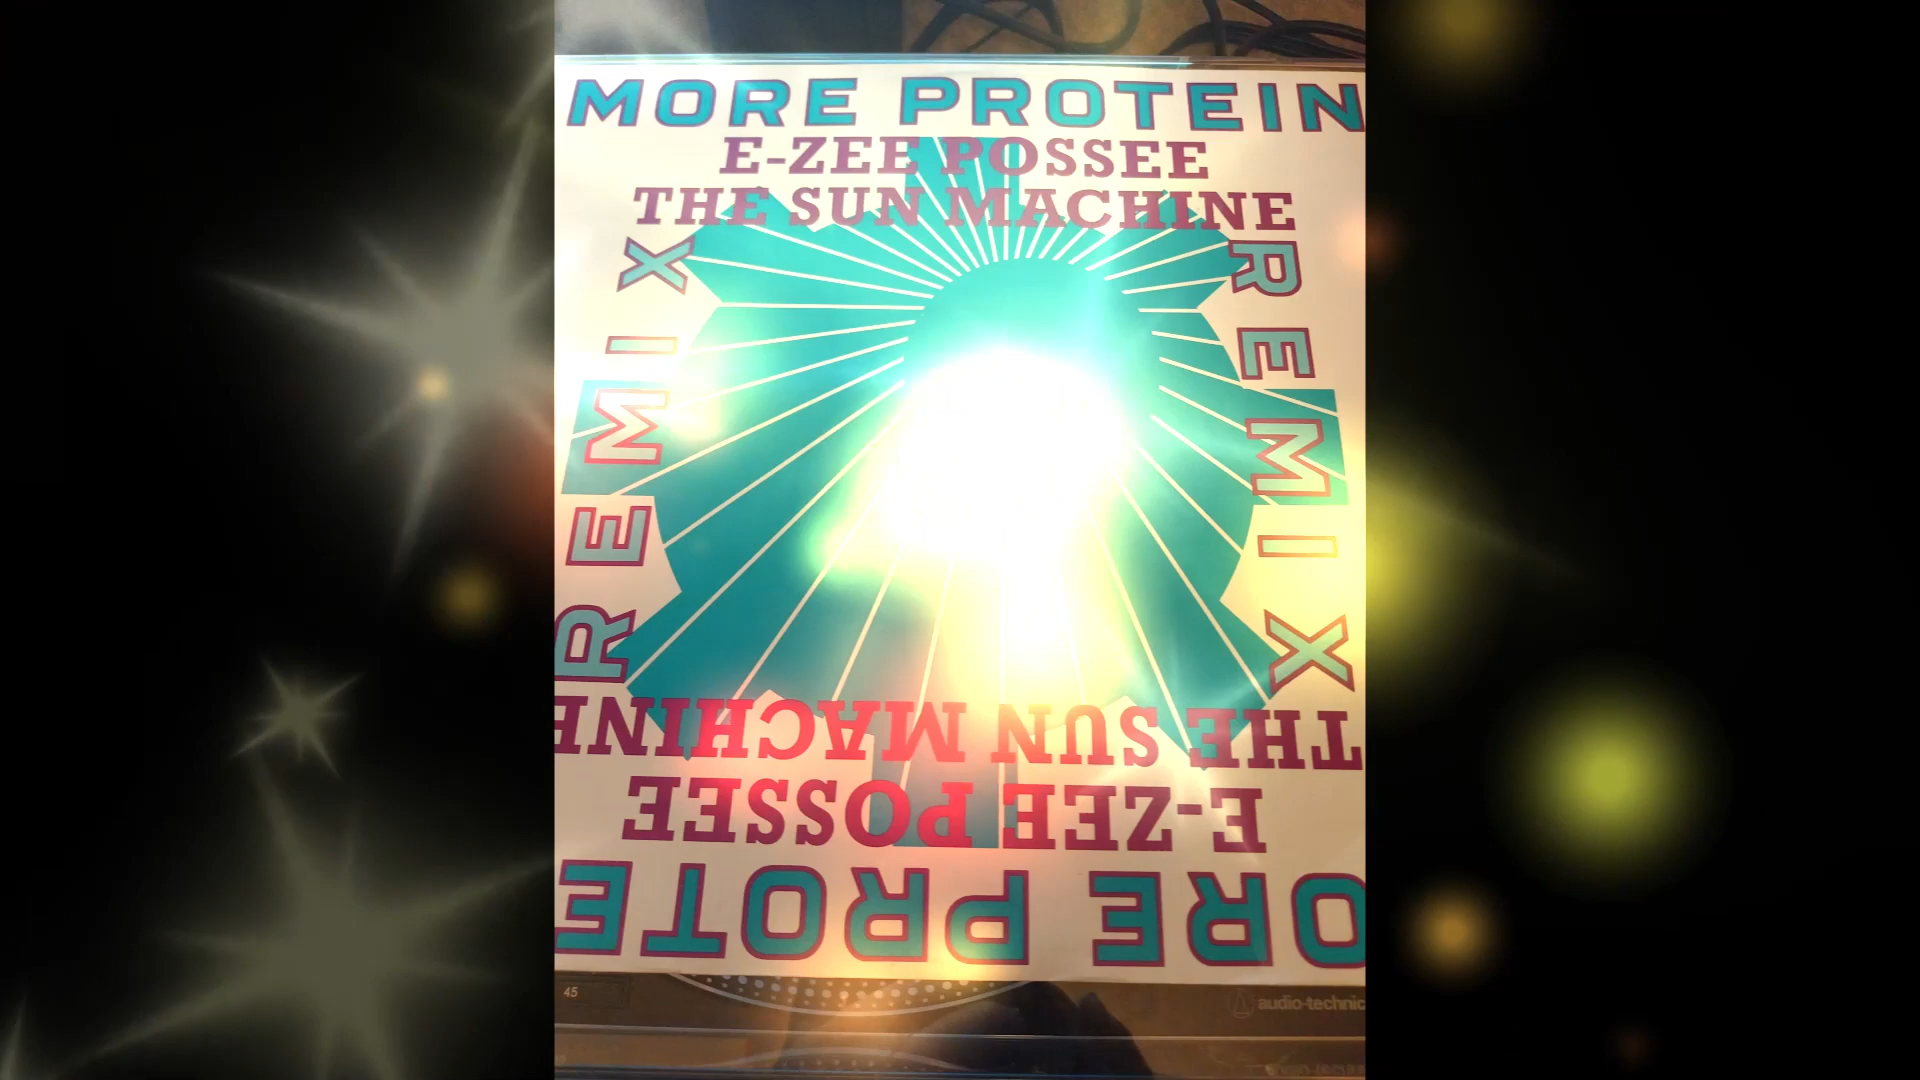 MORE PROTEIN
E-ZEE POSSEE
THE SUN MACHINE
REMIX
REMIX
THE SUN MACHINE
E-ZEE POSSEE
ORE PROTE
45
audio-technic